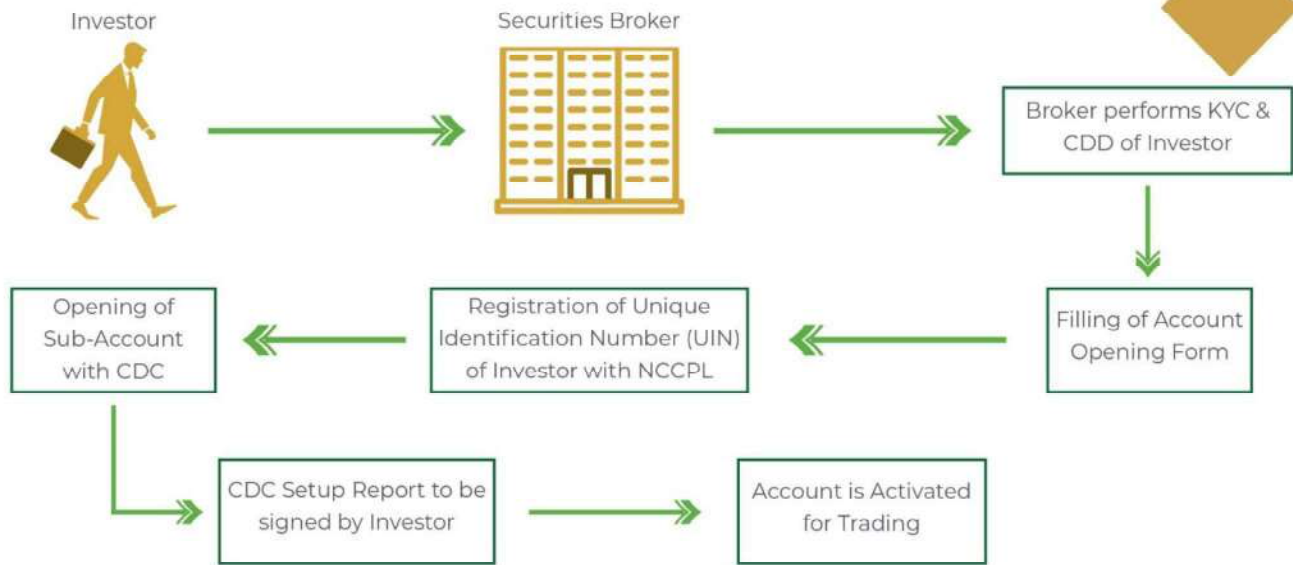 Investor
Securities Broker
Broker performs KYC &
CDD of Investor
Filling of Account
Opening Form
Registration of Unique
Identification Number (UIN)
of Investor with NCCPL
Opening of
Sub-Account
with CDC
CDC Setup Report to be
signed by Investor
Account is Activated
for Trading